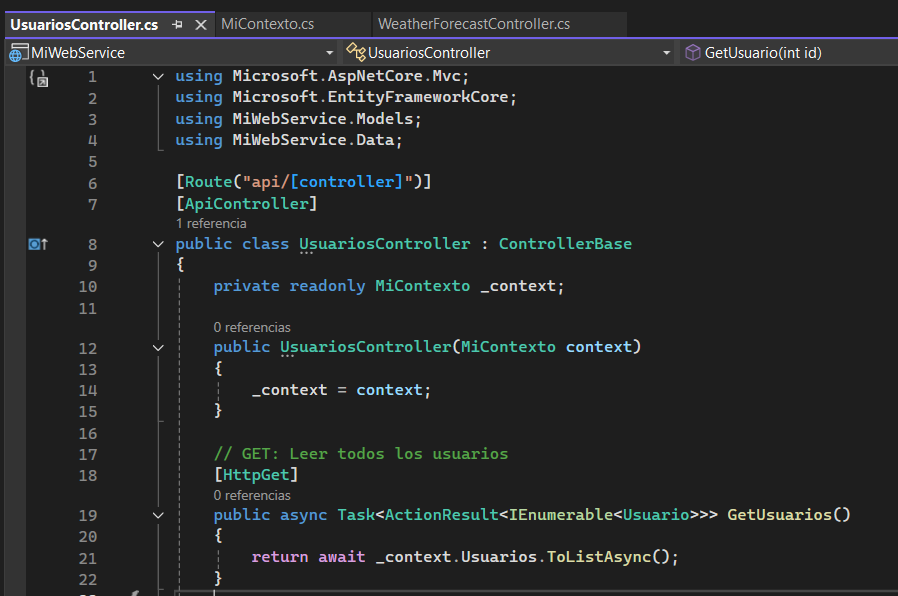 UsuariosController.cs MiContexto.cs WeatherForecastController.cs
MiWebService UsuariosController GetUsuario(int id)
1 using Microsoft.AspNetCore.Mvc;
2 using Microsoft.EntityFrameworkCore;
3 using MiWebService.Models;
4 using MiWebService.Data;
5
6 [Route("api/[controller]")]
7 [ApiController]
1 referencia
8 public class UsuariosController : ControllerBase
9 {
10 private readonly MiContexto _context;
11
0 referencias
12 public UsuariosController(MiContexto context)
13 {
14 _context = context;
15 }
16
17 // GET: Leer todos los usuarios
18 [HttpGet]
0 referencias
19 public async Task<ActionResult<IEnumerable<Usuario>>> GetUsuarios()
20 {
21 return await _context.Usuarios.ToListAsync();
22 }